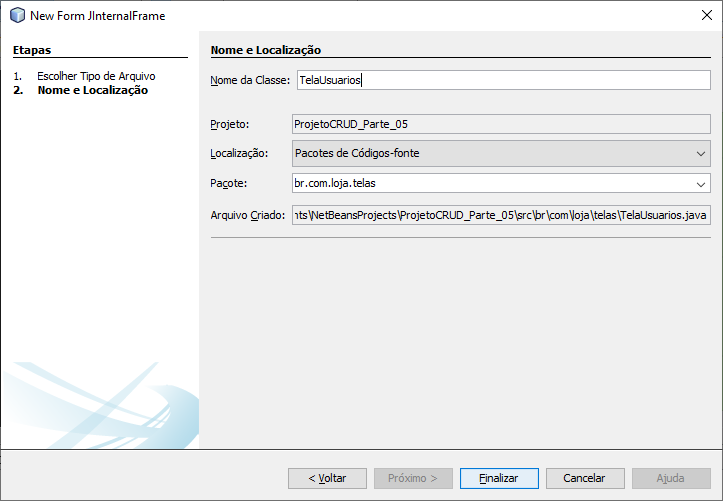 New Form JInternalFrame
Etapas
1. Escolher Tipo de Arquivo
2. Nome e Localização
Nome e Localização
Nome da Classe: TelaUsuarios
Projeto: ProjetoCRUD_Parte_05
Localização: Pacotes de Códigos-fonte
Pacote: br.com.loja.telas
Arquivo Criado: nts\NetBeansProjects\ProjetoCRUD_Parte_05\src\br\com\loja\telas\TelaUsuarios.java
< Voltar Próximo > Finalizar Cancelar Ajuda